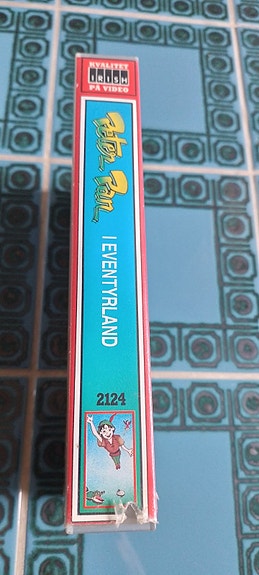 KVALITET
IRISH
PÅ VIDEO
Peter Pan
I EVENTYRLAND
2124